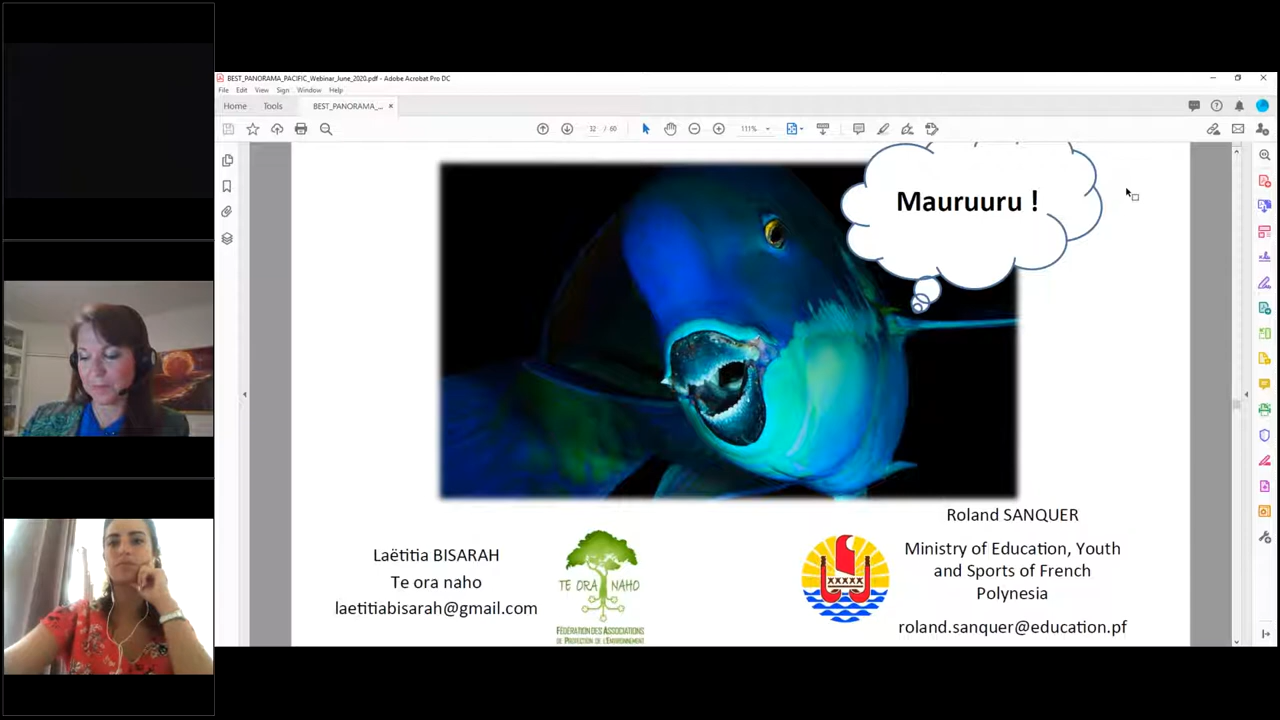 BEST_PANORAMA_PACIFIC_Webinar_June_2020.pdf - Adobe Acrobat Pro DC
File Edit View Sign Window Help
Home Tools BEST_PANORAMA_...
32 / 60 111%
Mauruuru !
Laëtitia BISARAH
Te ora naho
laetitiabisarah@gmail.com
TE ORA NAHO
FÉDÉRATION DES ASSOCIATIONS
DE PROTECTION DE L'ENVIRONNEMENT
Roland SANQUER
Ministry of Education, Youth
and Sports of French
Polynesia
roland.sanquer@education.pf